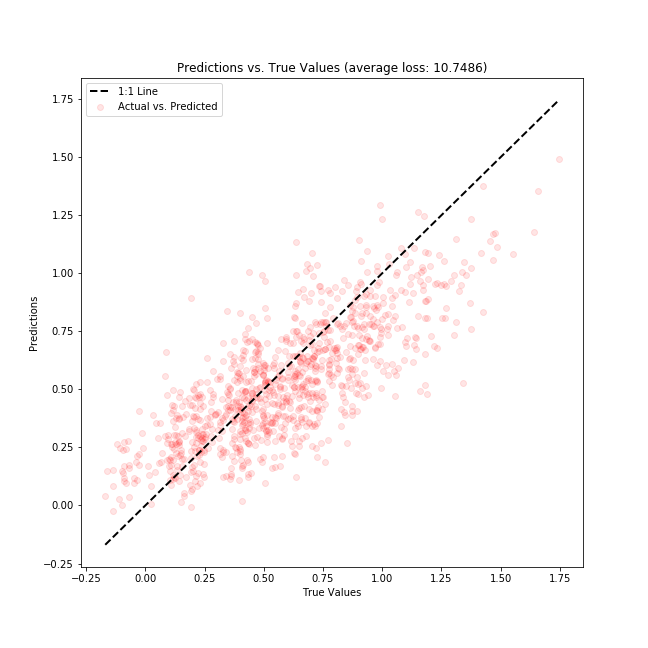 Predictions vs. True Values (average loss: 10.7486)
1:1 Line
Actual vs. Predicted
1.75
1.50
1.25
1.00
0.75
0.50
0.25
0.00
−0.25
Predictions
−0.25 0.00 0.25 0.50 0.75 1.00 1.25 1.50 1.75
True Values